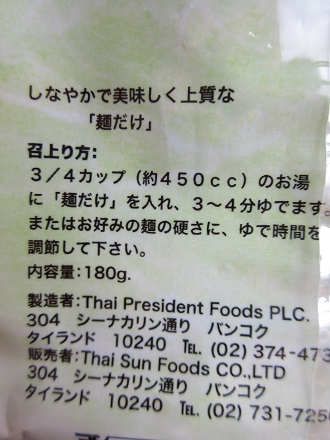 しなやかで美味しく上質な
「麺だけ」
召上り方:
３／４カップ（約４５０ｃｃ）のお湯
に「麺だけ」を入れ、３～４分ゆでます。
またはお好みの麺の硬さに、ゆで時間を
調節して下さい。
内容量:180g.
製造者:Thai President Foods PLC.
304 シーナカリン通り バンコク
タイランド 10240 TEL. (02) 374-473
販売者:Thai Sun Foods CO.,LTD
304 シーナカリン通り バンコク
タイランド 10240 TEL. (02) 731-7250